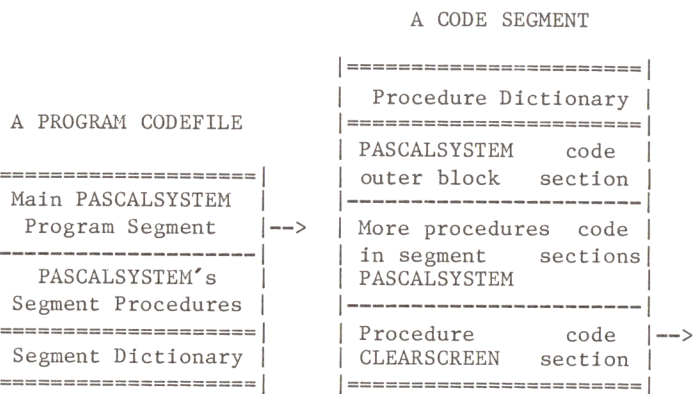 A CODE SEGMENT
Procedure Dictionary
PASCALSYSTEM code
outer block section
More procedures code
in segment sections
PASCALSYSTEM
Procedure code
CLEARSCREEN section
A PROGRAM CODEFILE
Main PASCALSYSTEM
Program Segment
PASCALSYSTEM's
Segment Procedures
Segment Dictionary